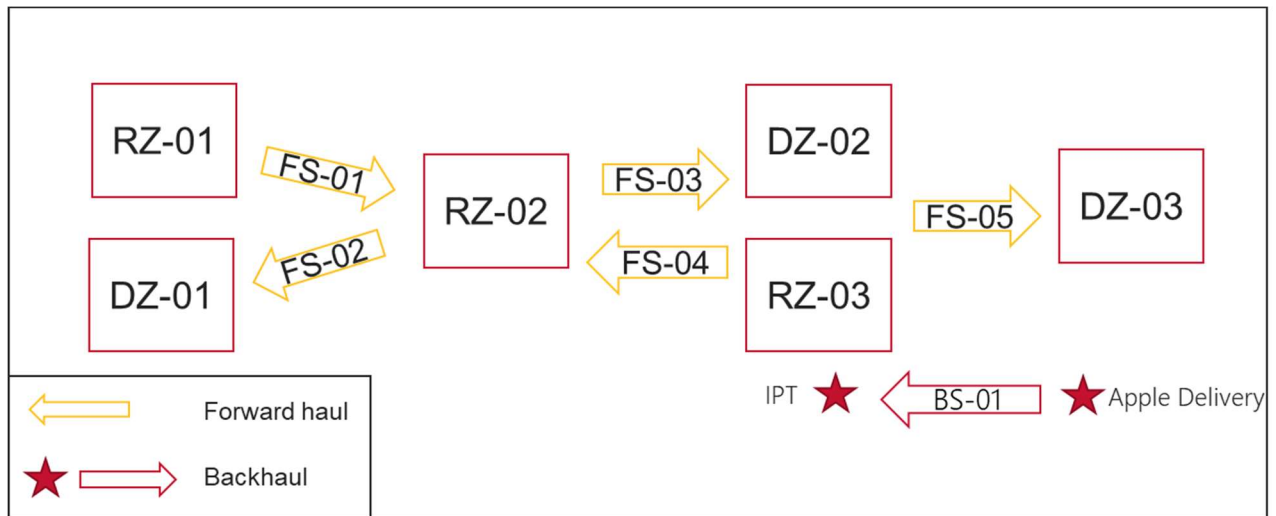 RZ-01
FS-01
RZ-02
FS-02
DZ-01
FS-03
DZ-02
FS-04
RZ-03
FS-05
DZ-03
IPT
BS-01
Apple Delivery
Forward haul
Backhaul